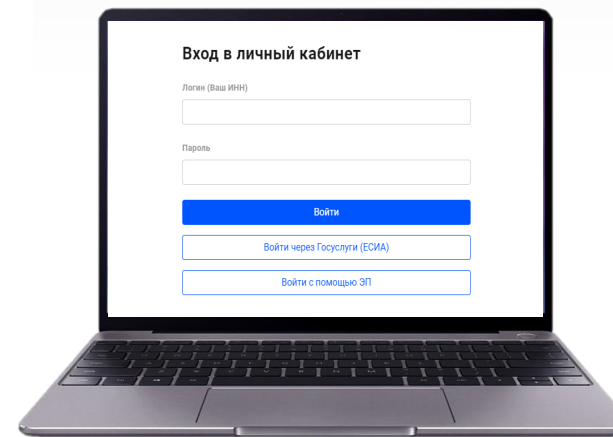 Вход в личный кабинет
Логин (Ваш ИНН)
Пароль
Войти
Войти через Госуслуги (ЕСИА)
Войти с помощью ЭП